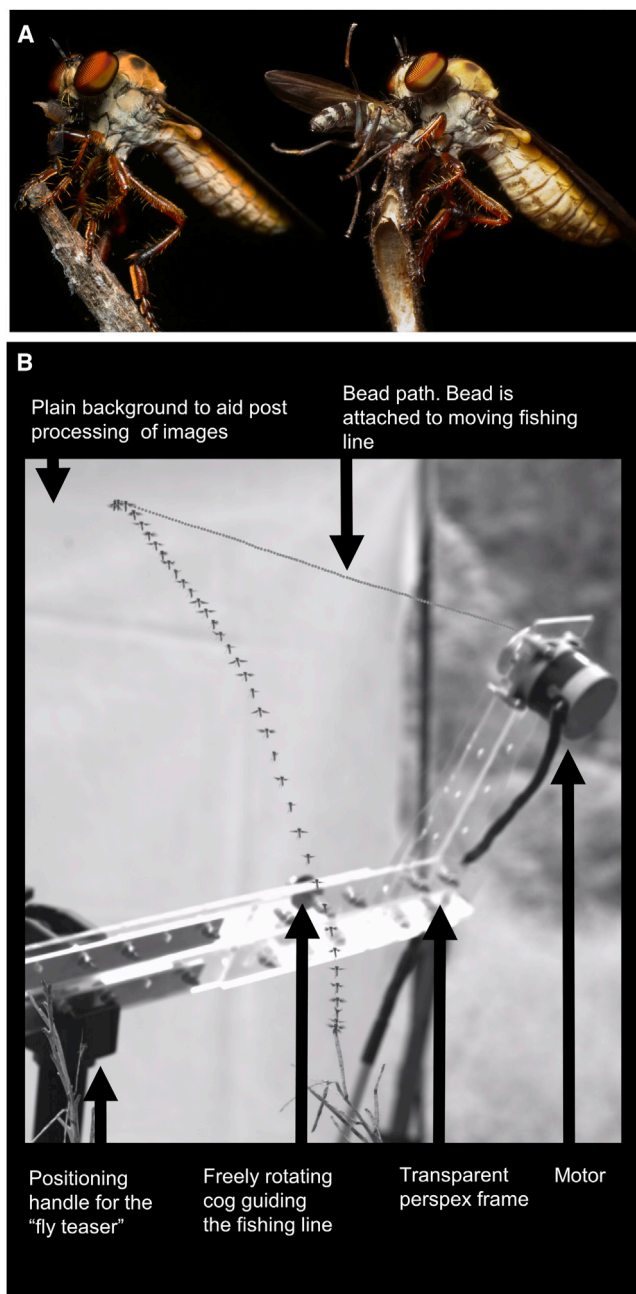 A
B
Plain background to aid post
processing of images
Bead path. Bead is
attached to moving fishing
line
Positioning
handle for the
“fly teaser”
Freely rotating
cog guiding
the fishing line
Transparent
perspex frame
Motor